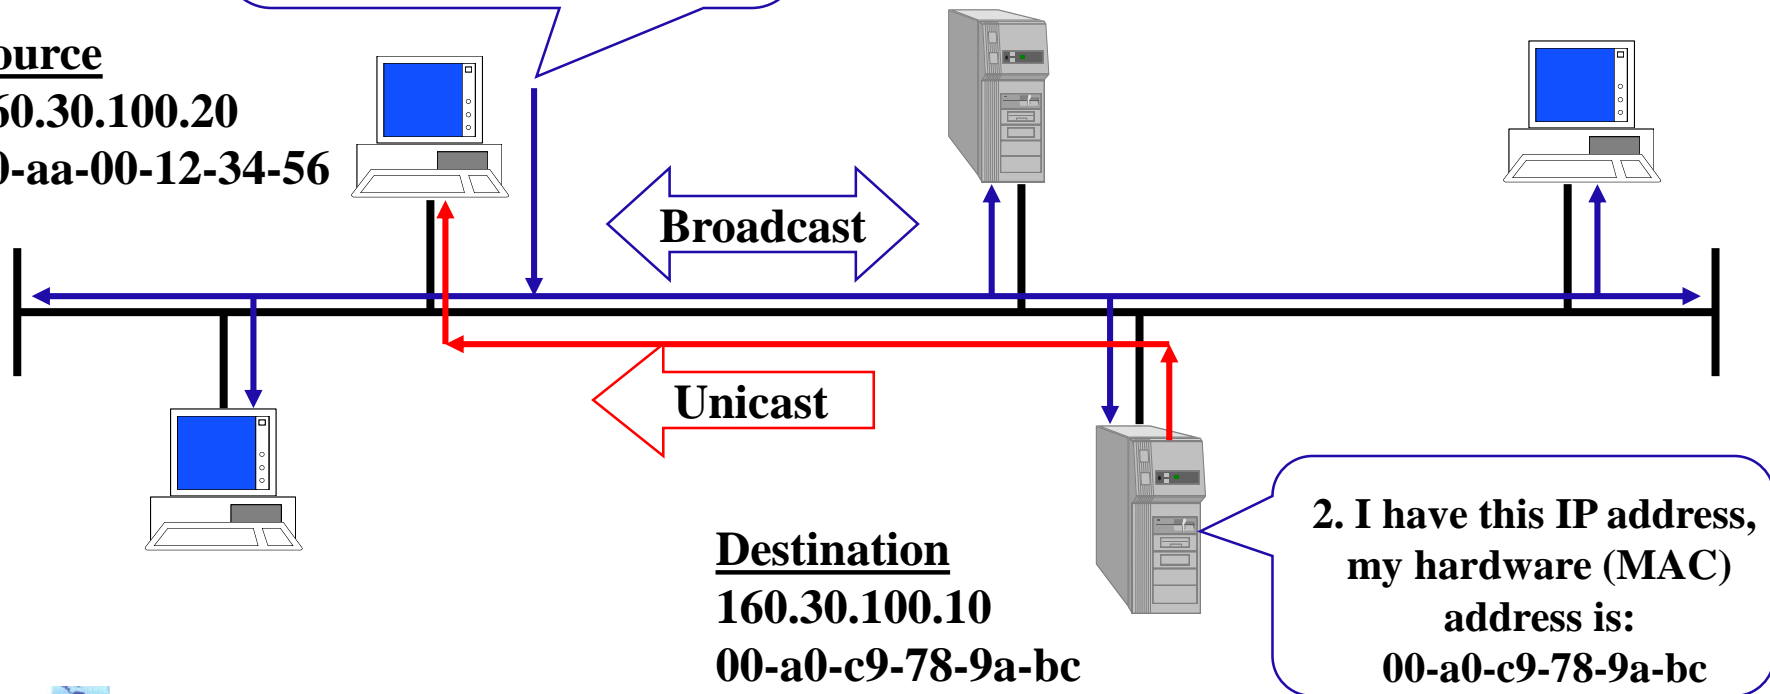 ource
60.30.100.20
0-aa-00-12-34-56
Broadcast
Unicast
Destination
160.30.100.10
00-a0-c9-78-9a-bc
2. I have this IP address,
my hardware (MAC)
address is:
00-a0-c9-78-9a-bc